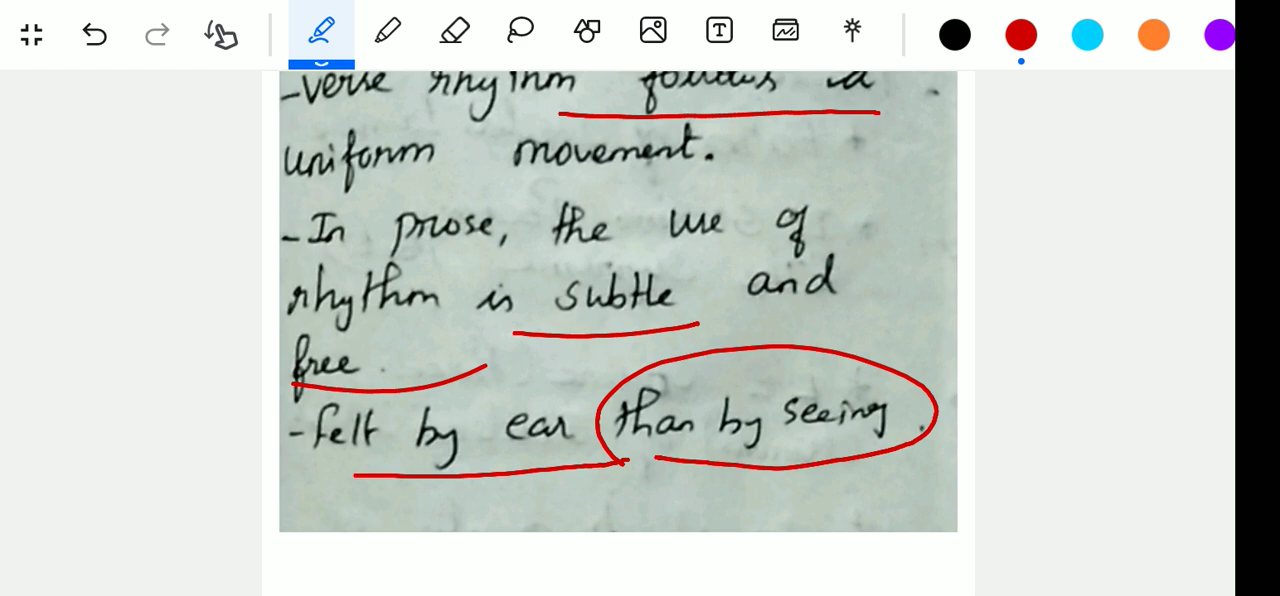 -Verse rhythm follows a
uniform movement.
-In prose, the use of
rhythm is subtle and
free.
-felt by ear than by seeing.